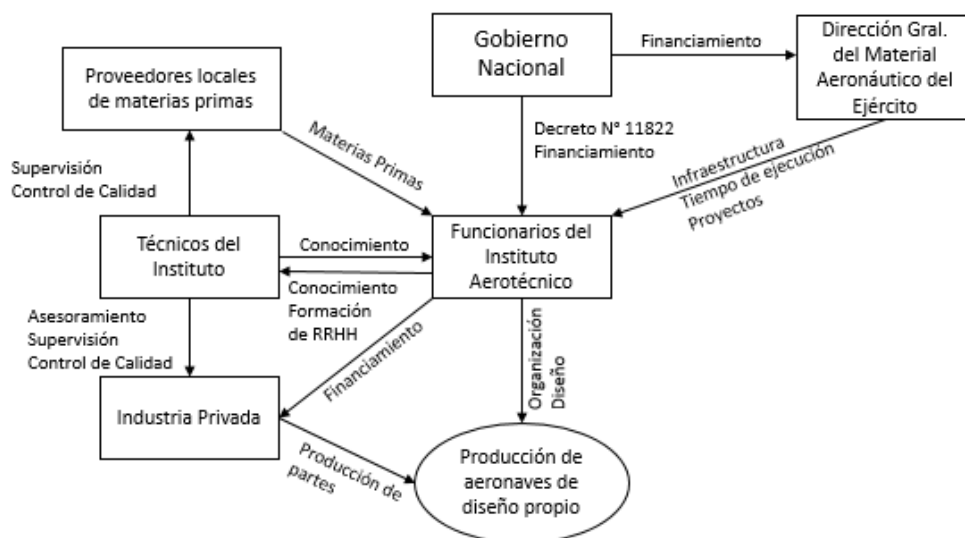 Gobierno
Nacional
Financiamiento
Dirección Gral.
del Material
Aeronáutico del
Ejército
Proveedores locales
de materias primas
Materias Primas
Decreto N° 11822
Financiamiento
Infraestructura
Tiempo de ejecución
Proyectos
Supervisión
Control de Calidad
Técnicos del
Instituto
Conocimiento
Funcionarios del
Instituto
Aerotécnico
Conocimiento
Formación
de RRHH
Asesoramiento
Supervisión
Control de Calidad
Financiamiento
Organización
Diseño
Industria Privada
Producción de
partes
Producción de
aeronaves de
diseño propio